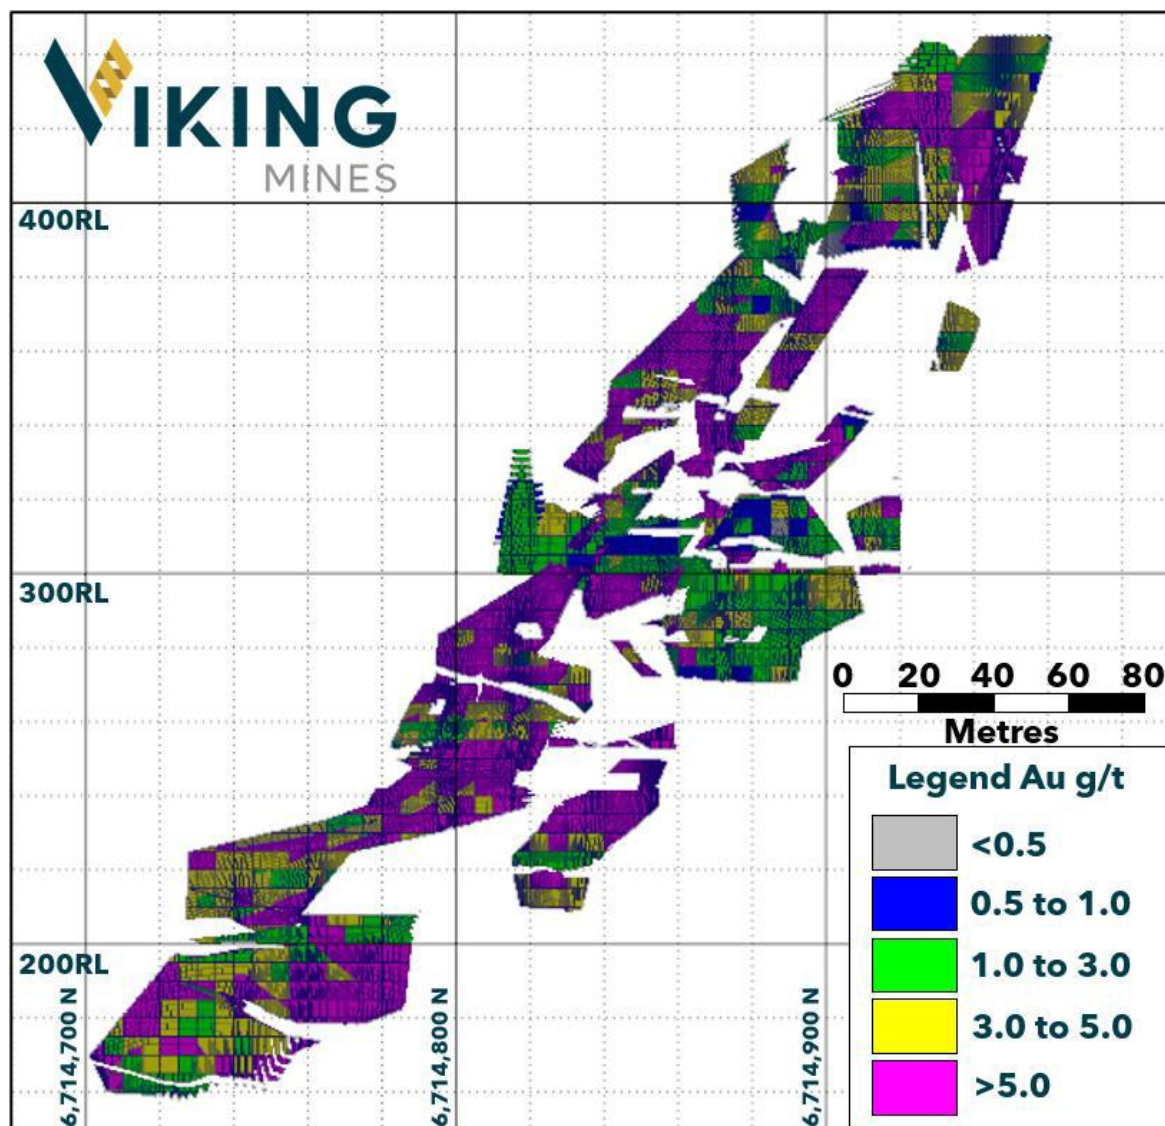 VIKING
MINES
400RL
300RL
0 20 40 60 80
Metres
Legend Au g/t
<0.5
0.5 to 1.0
200RL
1.0 to 3.0
3.0 to 5.0
>5.0
6,714,700 N
6,714,800 N
6,714,900 N